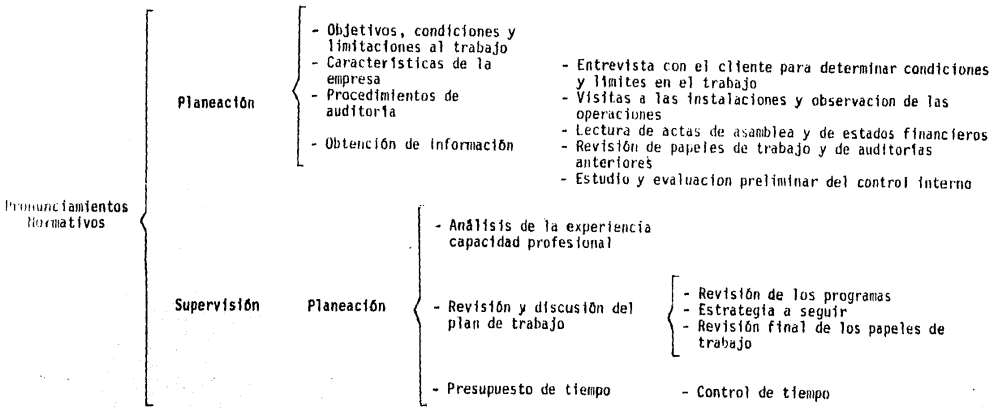 - Objetivos, condiciones y
limitaciones al trabajo
- Características de la
empresa
- Procedimientos de
auditoría
- Obtención de información
Planeación
- Entrevista con el cliente para determinar condiciones
y límites en el trabajo
- Visitas a las instalaciones y observacion de las
operaciones
- Lectura de actas de asamblea y de estados financieros
- Revisión de papeles de trabajo y de auditorías
anteriores
- Estudio y evaluacion preliminar del control interno
Pronunciamientos
Normativos
Supervisión
Planeación
- Análisis de la experiencia
capacidad profesional
- Revisión y discusión del
plan de trabajo
- Revisión de los programas
- Estrategia a seguir
- Revisión final de los papeles de
trabajo
- Presupuesto de tiempo
- Control de tiempo